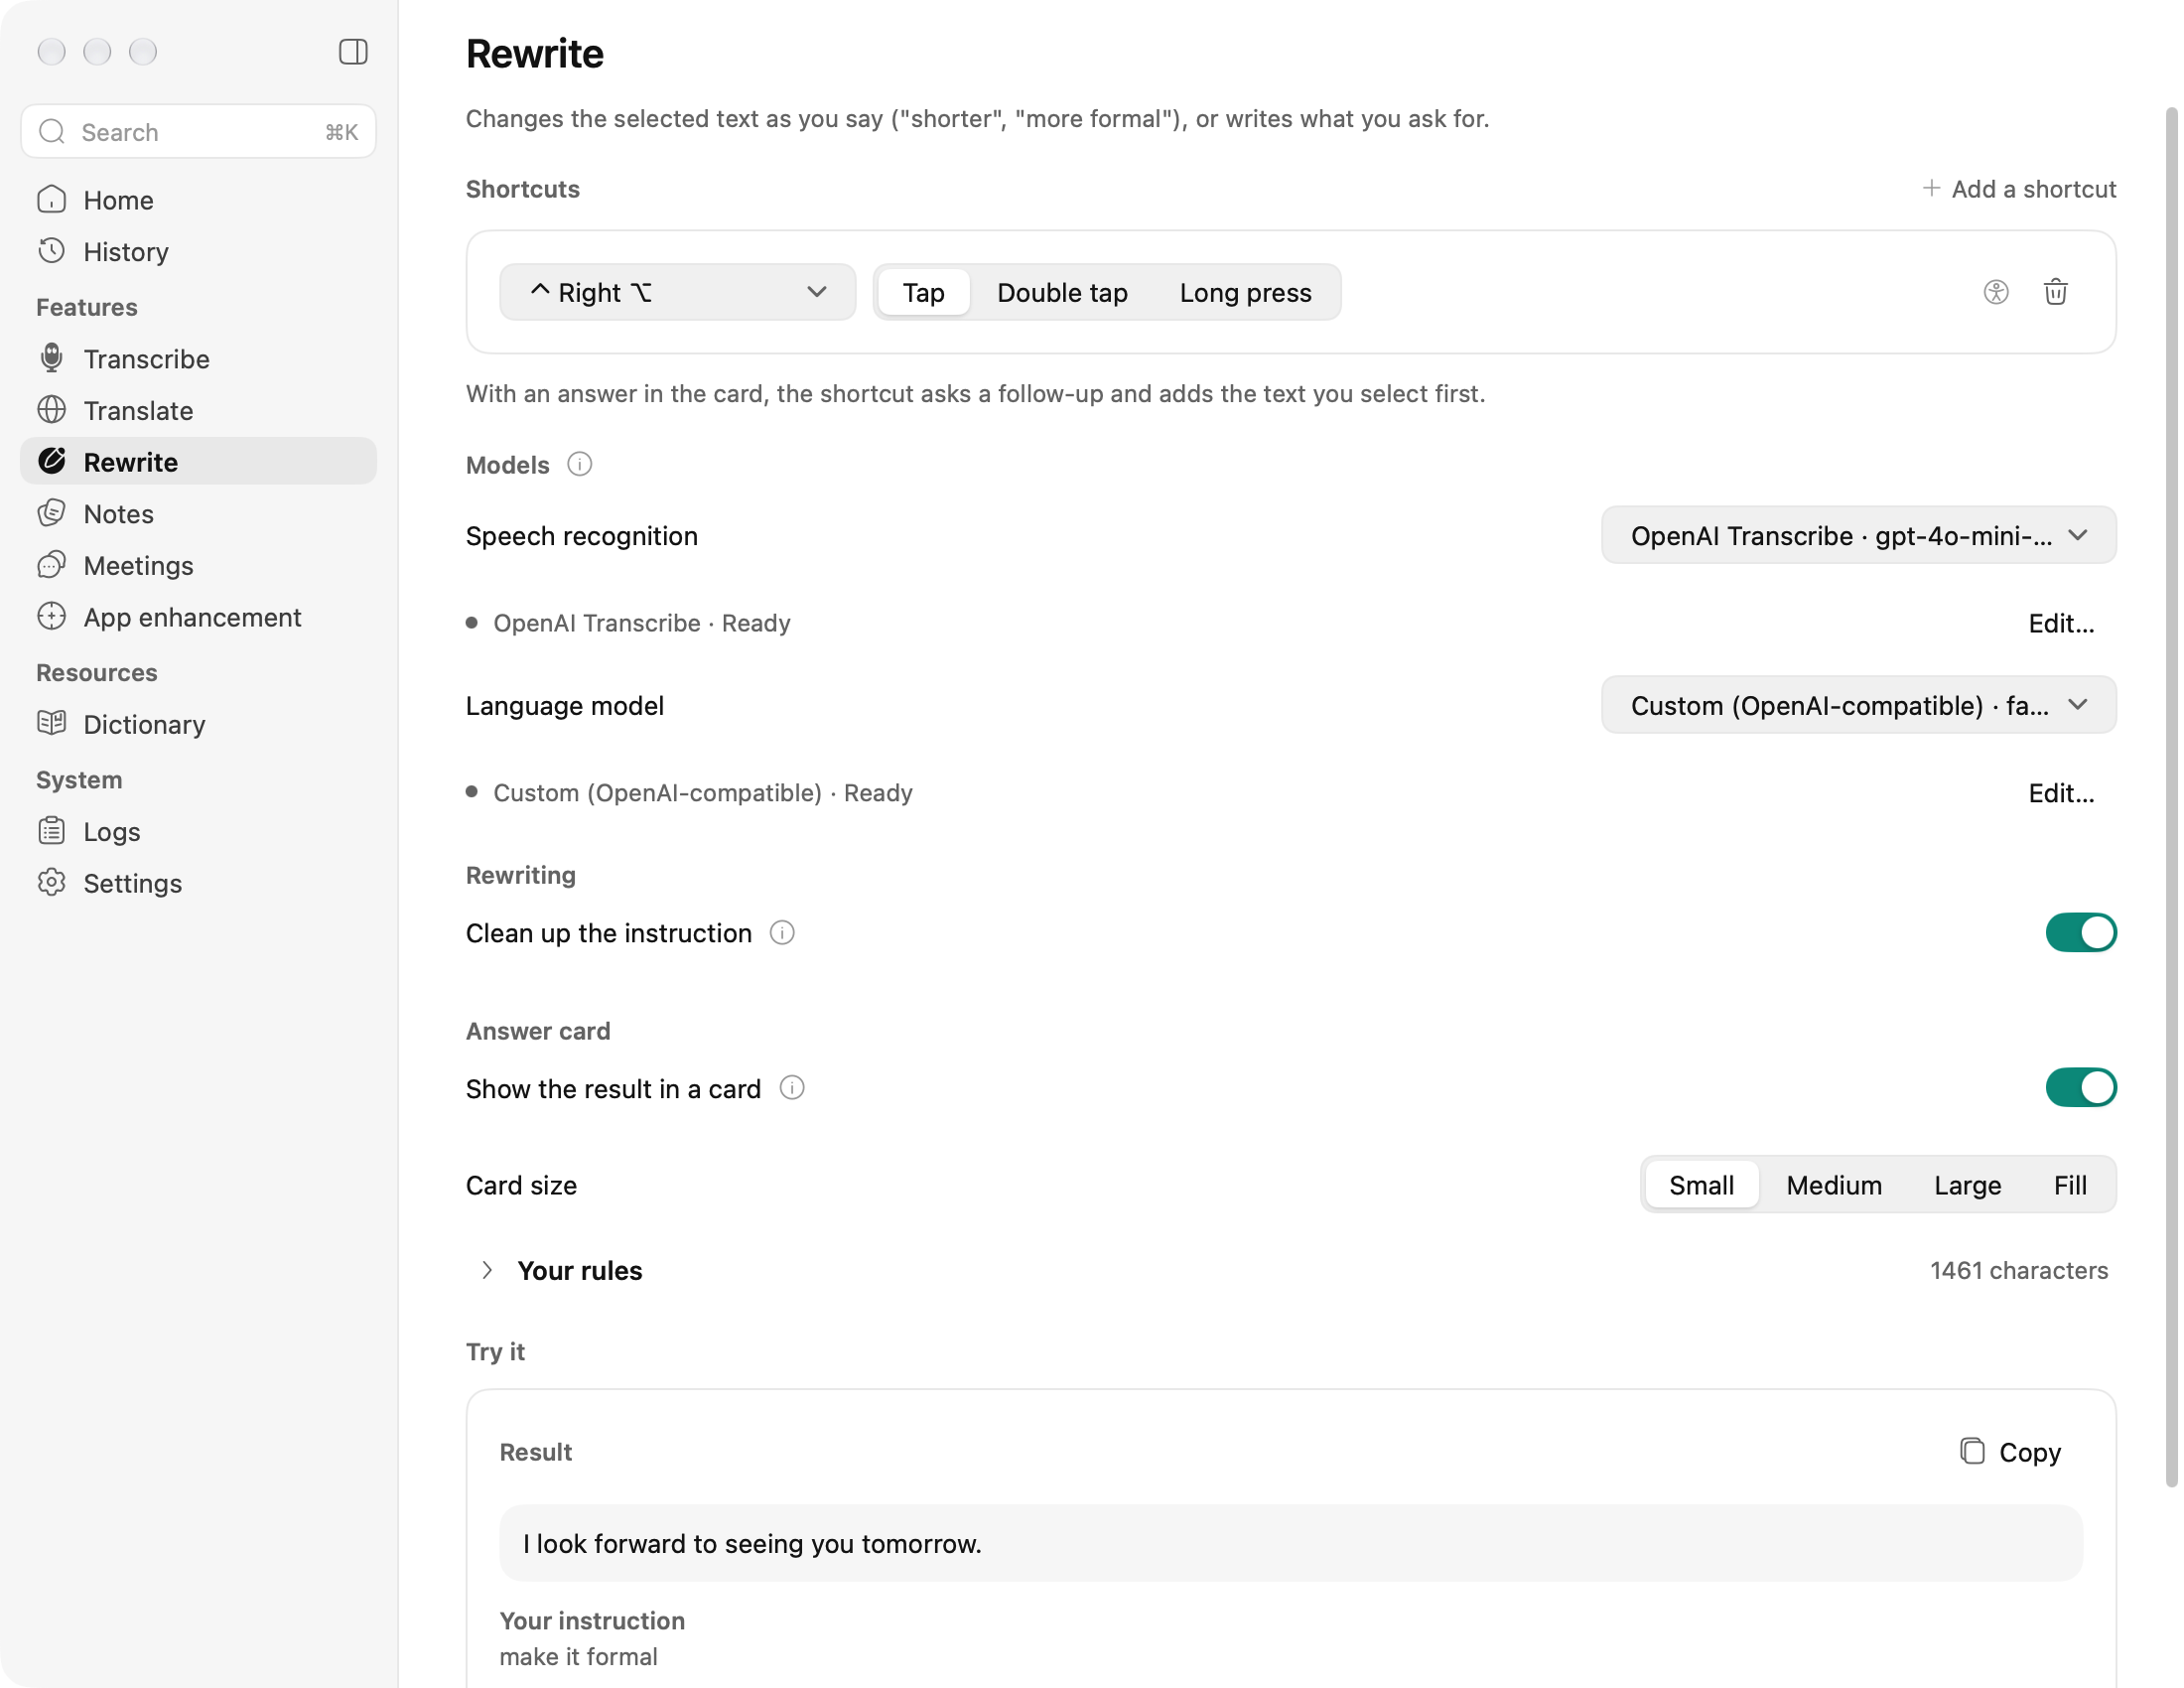 Search ⌘K
Home
History
Features
Transcribe
Translate
Rewrite
Notes
Meetings
App enhancement
Resources
Dictionary
System
Logs
Settings
Rewrite
Changes the selected text as you say ("shorter", "more formal"), or writes what you ask for.
Shortcuts
+ Add a shortcut
^ Right ⌥
Tap Double tap Long press
With an answer in the card, the shortcut asks a follow-up and adds the text you select first.
Models
Speech recognition
OpenAI Transcribe · gpt-4o-mini-...
OpenAI Transcribe · Ready
Edit...
Language model
Custom (OpenAI-compatible) · fa...
Custom (OpenAI-compatible) · Ready
Edit...
Rewriting
Clean up the instruction
Answer card
Show the result in a card
Card size
Small Medium Large Fill
Your rules
1461 characters
Try it
Result
Copy
I look forward to seeing you tomorrow.
Your instruction
make it formal